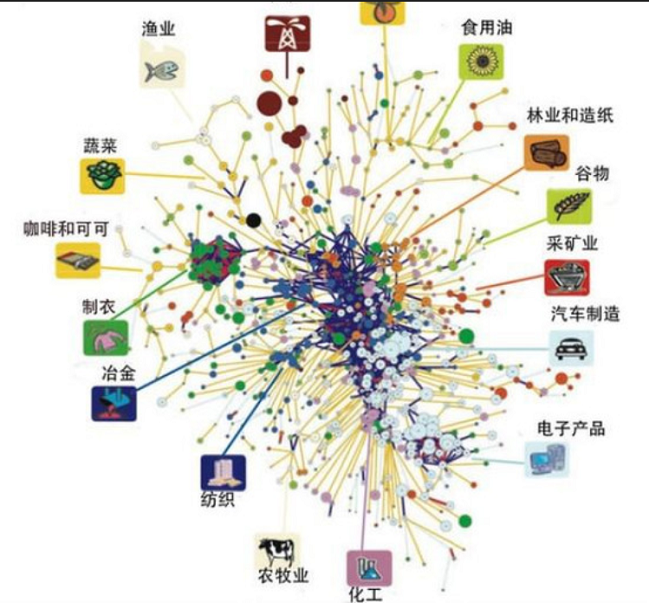 渔业
食用油
林业和造纸
蔬菜
谷物
咖啡和可可
采矿业
制衣
汽车制造
冶金
电子产品
纺织
农牧业
化工